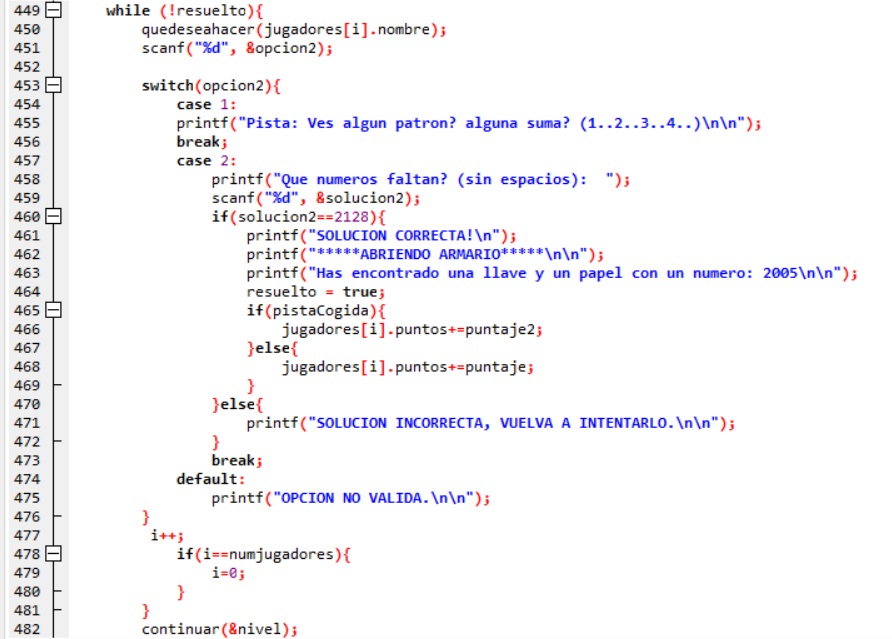 449 while (!resuelto){
450 quedeseahacer(jugadores[i].nombre);
451 scanf("%d", &opcion2);
452
453 switch(opcion2){
454 case 1:
455 printf("Pista: Ves algun patron? alguna suma? (1..2..3..4..)\n\n");
456 break;
457 case 2:
458 printf("Que numeros faltan? (sin espacios):  ");
459 scanf("%d", &solucion2);
460 if(solucion2==2128){
461 printf("SOLUCION CORRECTA!\n");
462 printf("*****ABRIENDO ARMARIO*****\n\n");
463 printf("Has encontrado una llave y un papel con un numero: 2005\n\n");
464 resuelto = true;
465 if(pistaCogida){
466 jugadores[i].puntos+=puntaje2;
467 }else{
468 jugadores[i].puntos+=puntaje;
469 }
470 }else{
471 printf("SOLUCION INCORRECTA, VUELVA A INTENTARLO.\n\n");
472 }
473 break;
474 default:
475 printf("OPCION NO VALIDA.\n\n");
476 }
477 i++;
478 if(i==numjugadores){
479 i=0;
480 }
481 }
482 continuar(&nivel);